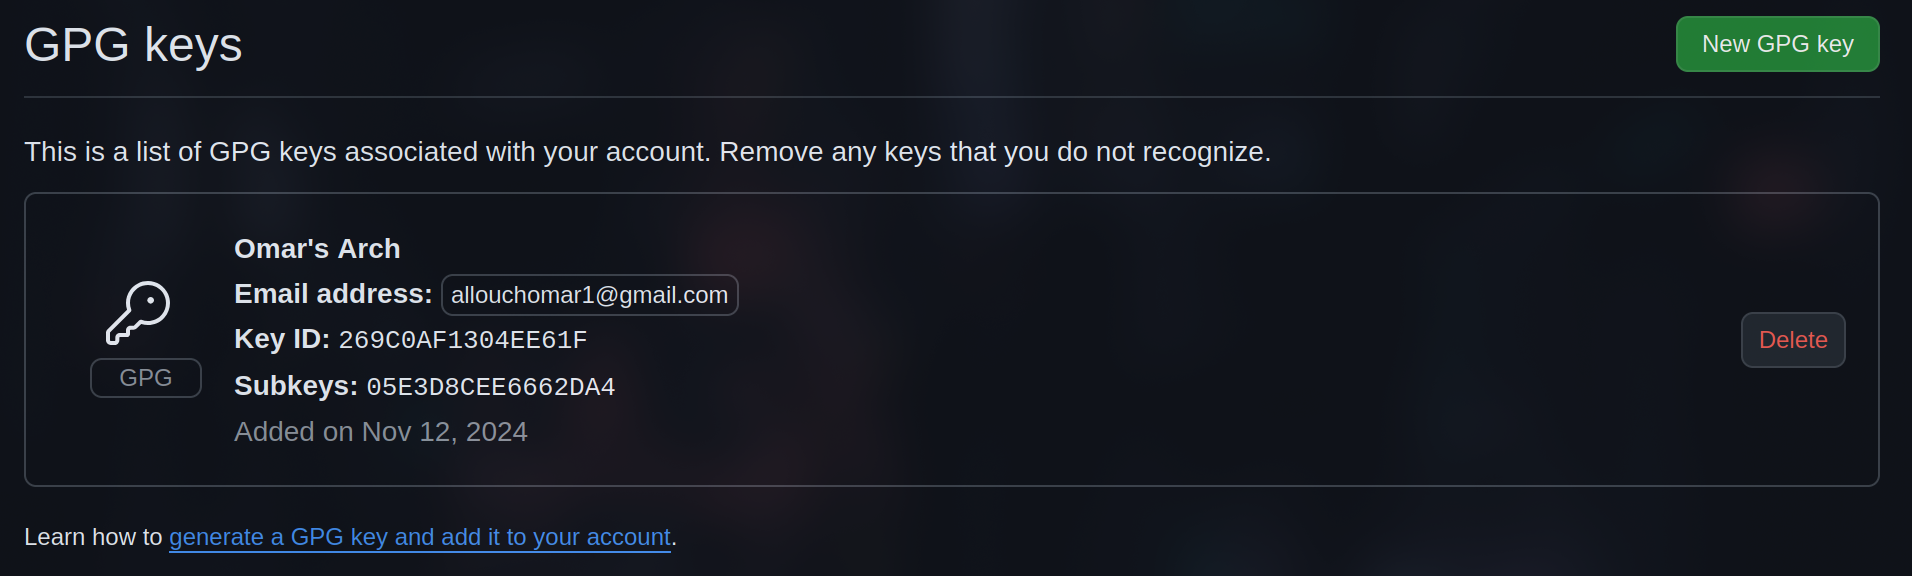 GPG keys
New GPG key
This is a list of GPG keys associated with your account. Remove any keys that you do not recognize.
Omar's Arch
Email address: allouchomar1@gmail.com
Key ID: 269C0AF1304EE61F
Subkeys: 05E3D8CEE6662DA4
Added on Nov 12, 2024
GPG
Delete
Learn how to generate a GPG key and add it to your account.